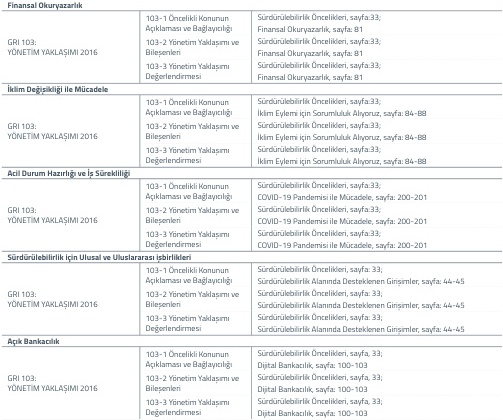 Finansal Okuryazarlık
GRI 103:
YÖNETİM YAKLAŞIMI 2016
103-1 Öncelikli Konunun
Açıklaması ve Bağlayıcılığı
Sürdürülebilirlik Öncelikleri, sayfa:33;
Finansal Okuryazarlık, sayfa: 81
103-2 Yönetim Yaklaşımı ve
Bileşenleri
Sürdürülebilirlik Öncelikleri, sayfa:33;
Finansal Okuryazarlık, sayfa: 81
103-3 Yönetim Yaklaşımı
Değerlendirmesi
Sürdürülebilirlik Öncelikleri, sayfa:33;
Finansal Okuryazarlık, sayfa: 81
İklim Değişikliği ile Mücadele
GRI 103:
YÖNETİM YAKLAŞIMI 2016
103-1 Öncelikli Konunun
Açıklaması ve Bağlayıcılığı
Sürdürülebilirlik Öncelikleri, sayfa:33;
İklim Eylemi için Sorumluluk Alıyoruz, sayfa: 84-88
103-2 Yönetim Yaklaşımı ve
Bileşenleri
Sürdürülebilirlik Öncelikleri, sayfa:33;
İklim Eylemi için Sorumluluk Alıyoruz, sayfa: 84-88
103-3 Yönetim Yaklaşımı
Değerlendirmesi
Sürdürülebilirlik Öncelikleri, sayfa:33;
İklim Eylemi için Sorumluluk Alıyoruz, sayfa: 84-88
Acil Durum Hazırlığı ve İş Sürekliliği
GRI 103:
YÖNETİM YAKLAŞIMI 2016
103-1 Öncelikli Konunun
Açıklaması ve Bağlayıcılığı
Sürdürülebilirlik Öncelikleri, sayfa:33;
COVID-19 Pandemisi ile Mücadele, sayfa: 200-201
103-2 Yönetim Yaklaşımı ve
Bileşenleri
Sürdürülebilirlik Öncelikleri, sayfa:33;
COVID-19 Pandemisi ile Mücadele, sayfa: 200-201
103-3 Yönetim Yaklaşımı
Değerlendirmesi
Sürdürülebilirlik Öncelikleri, sayfa:33;
COVID-19 Pandemisi ile Mücadele, sayfa: 200-201
Sürdürülebilirlik için Ulusal ve Uluslararası işbirlikleri
GRI 103:
YÖNETİM YAKLAŞIMI 2016
103-1 Öncelikli Konunun
Açıklaması ve Bağlayıcılığı
Sürdürülebilirlik Öncelikleri, sayfa: 33;
Sürdürülebilirlik Alanında Desteklenen Girişimler, sayfa: 44-45
103-2 Yönetim Yaklaşımı ve
Bileşenleri
Sürdürülebilirlik Öncelikleri, sayfa: 33;
Sürdürülebilirlik Alanında Desteklenen Girişimler, sayfa: 44-45
103-3 Yönetim Yaklaşımı
Değerlendirmesi
Sürdürülebilirlik Öncelikleri, sayfa: 33;
Sürdürülebilirlik Alanında Desteklenen Girişimler, sayfa: 44-45
Açık Bankacılık
GRI 103:
YÖNETİM YAKLAŞIMI 2016
103-1 Öncelikli Konunun
Açıklaması ve Bağlayıcılığı
Sürdürülebilirlik Öncelikleri, sayfa, 33;
Dijital Bankacılık, sayfa: 100-103
103-2 Yönetim Yaklaşımı ve
Bileşenleri
Sürdürülebilirlik Öncelikleri, sayfa, 33;
Dijital Bankacılık, sayfa: 100-103
103-3 Yönetim Yaklaşımı
Değerlendirmesi
Sürdürülebilirlik Öncelikleri, sayfa, 33;
Dijital Bankacılık, sayfa: 100-103